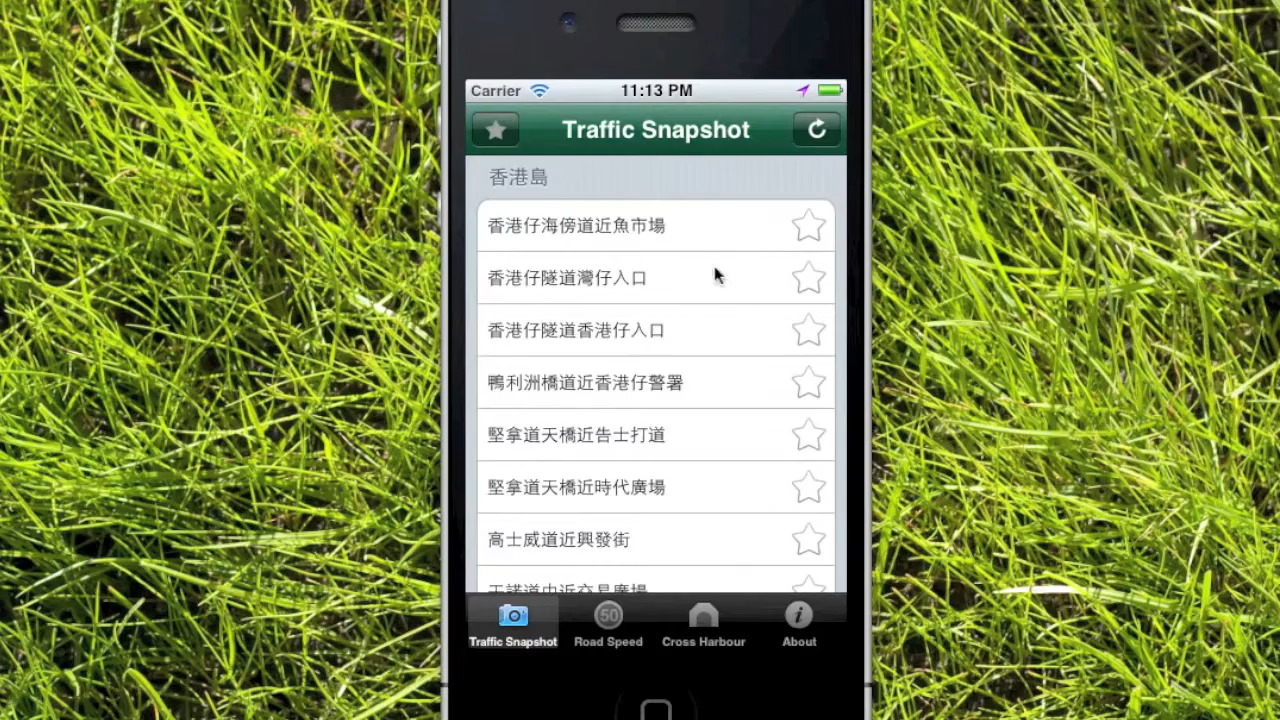 Carrier 11:13 PM
Traffic Snapshot
香港島
香港仔海傍道近魚市場
香港仔隧道灣仔入口
香港仔隧道香港仔入口
鴨利洲橋道近香港仔警署
堅拿道天橋近告士打道
堅拿道天橋近時代廣場
高士威道近興發街
干諾道中近交易廣場
50
Traffic Snapshot Road Speed Cross Harbour About